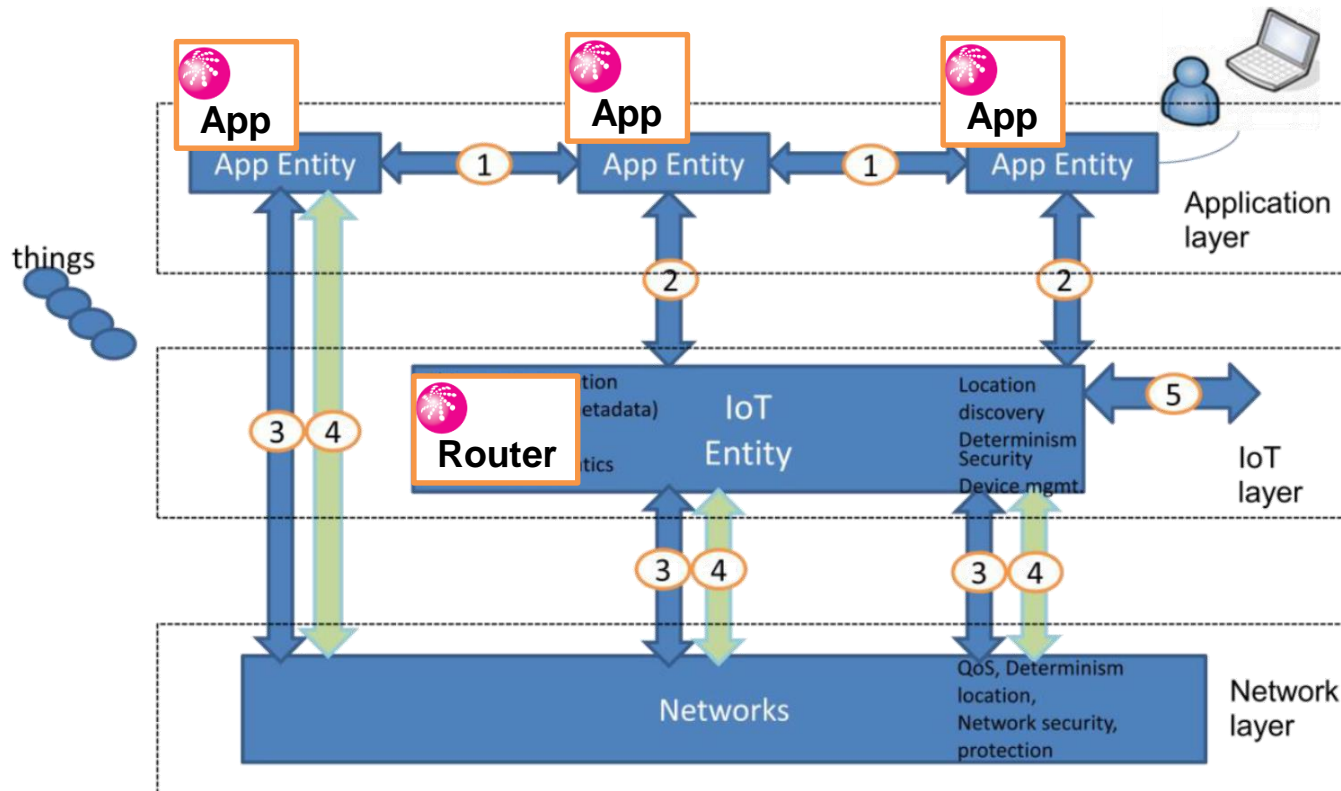 App
App
App
App Entity
1
App Entity
1
App Entity
Application
layer
things
2
2
3
4
Router
etadata)
IoT
Entity
Location
discovery
Determinism
Security
Device mgmt.
5
IoT
layer
3
4
3
4
Networks
QoS, Determinism
location,
Network security,
protection
Network
layer